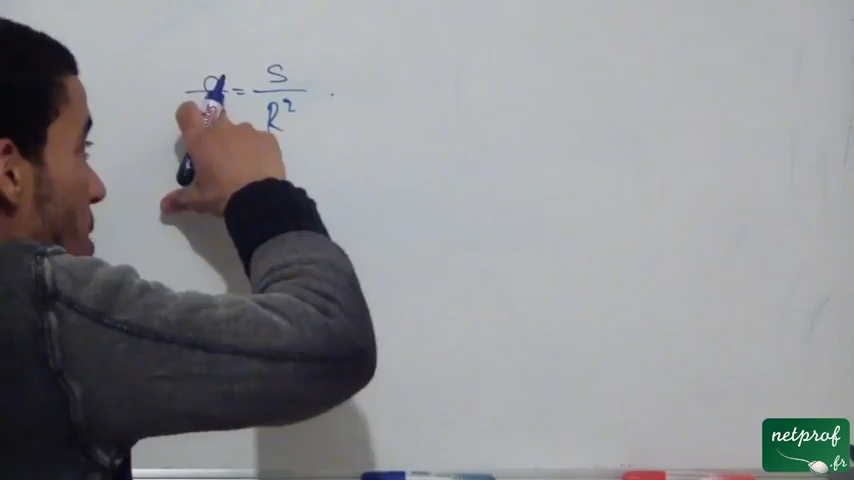 = S / R²
netprof
.fr